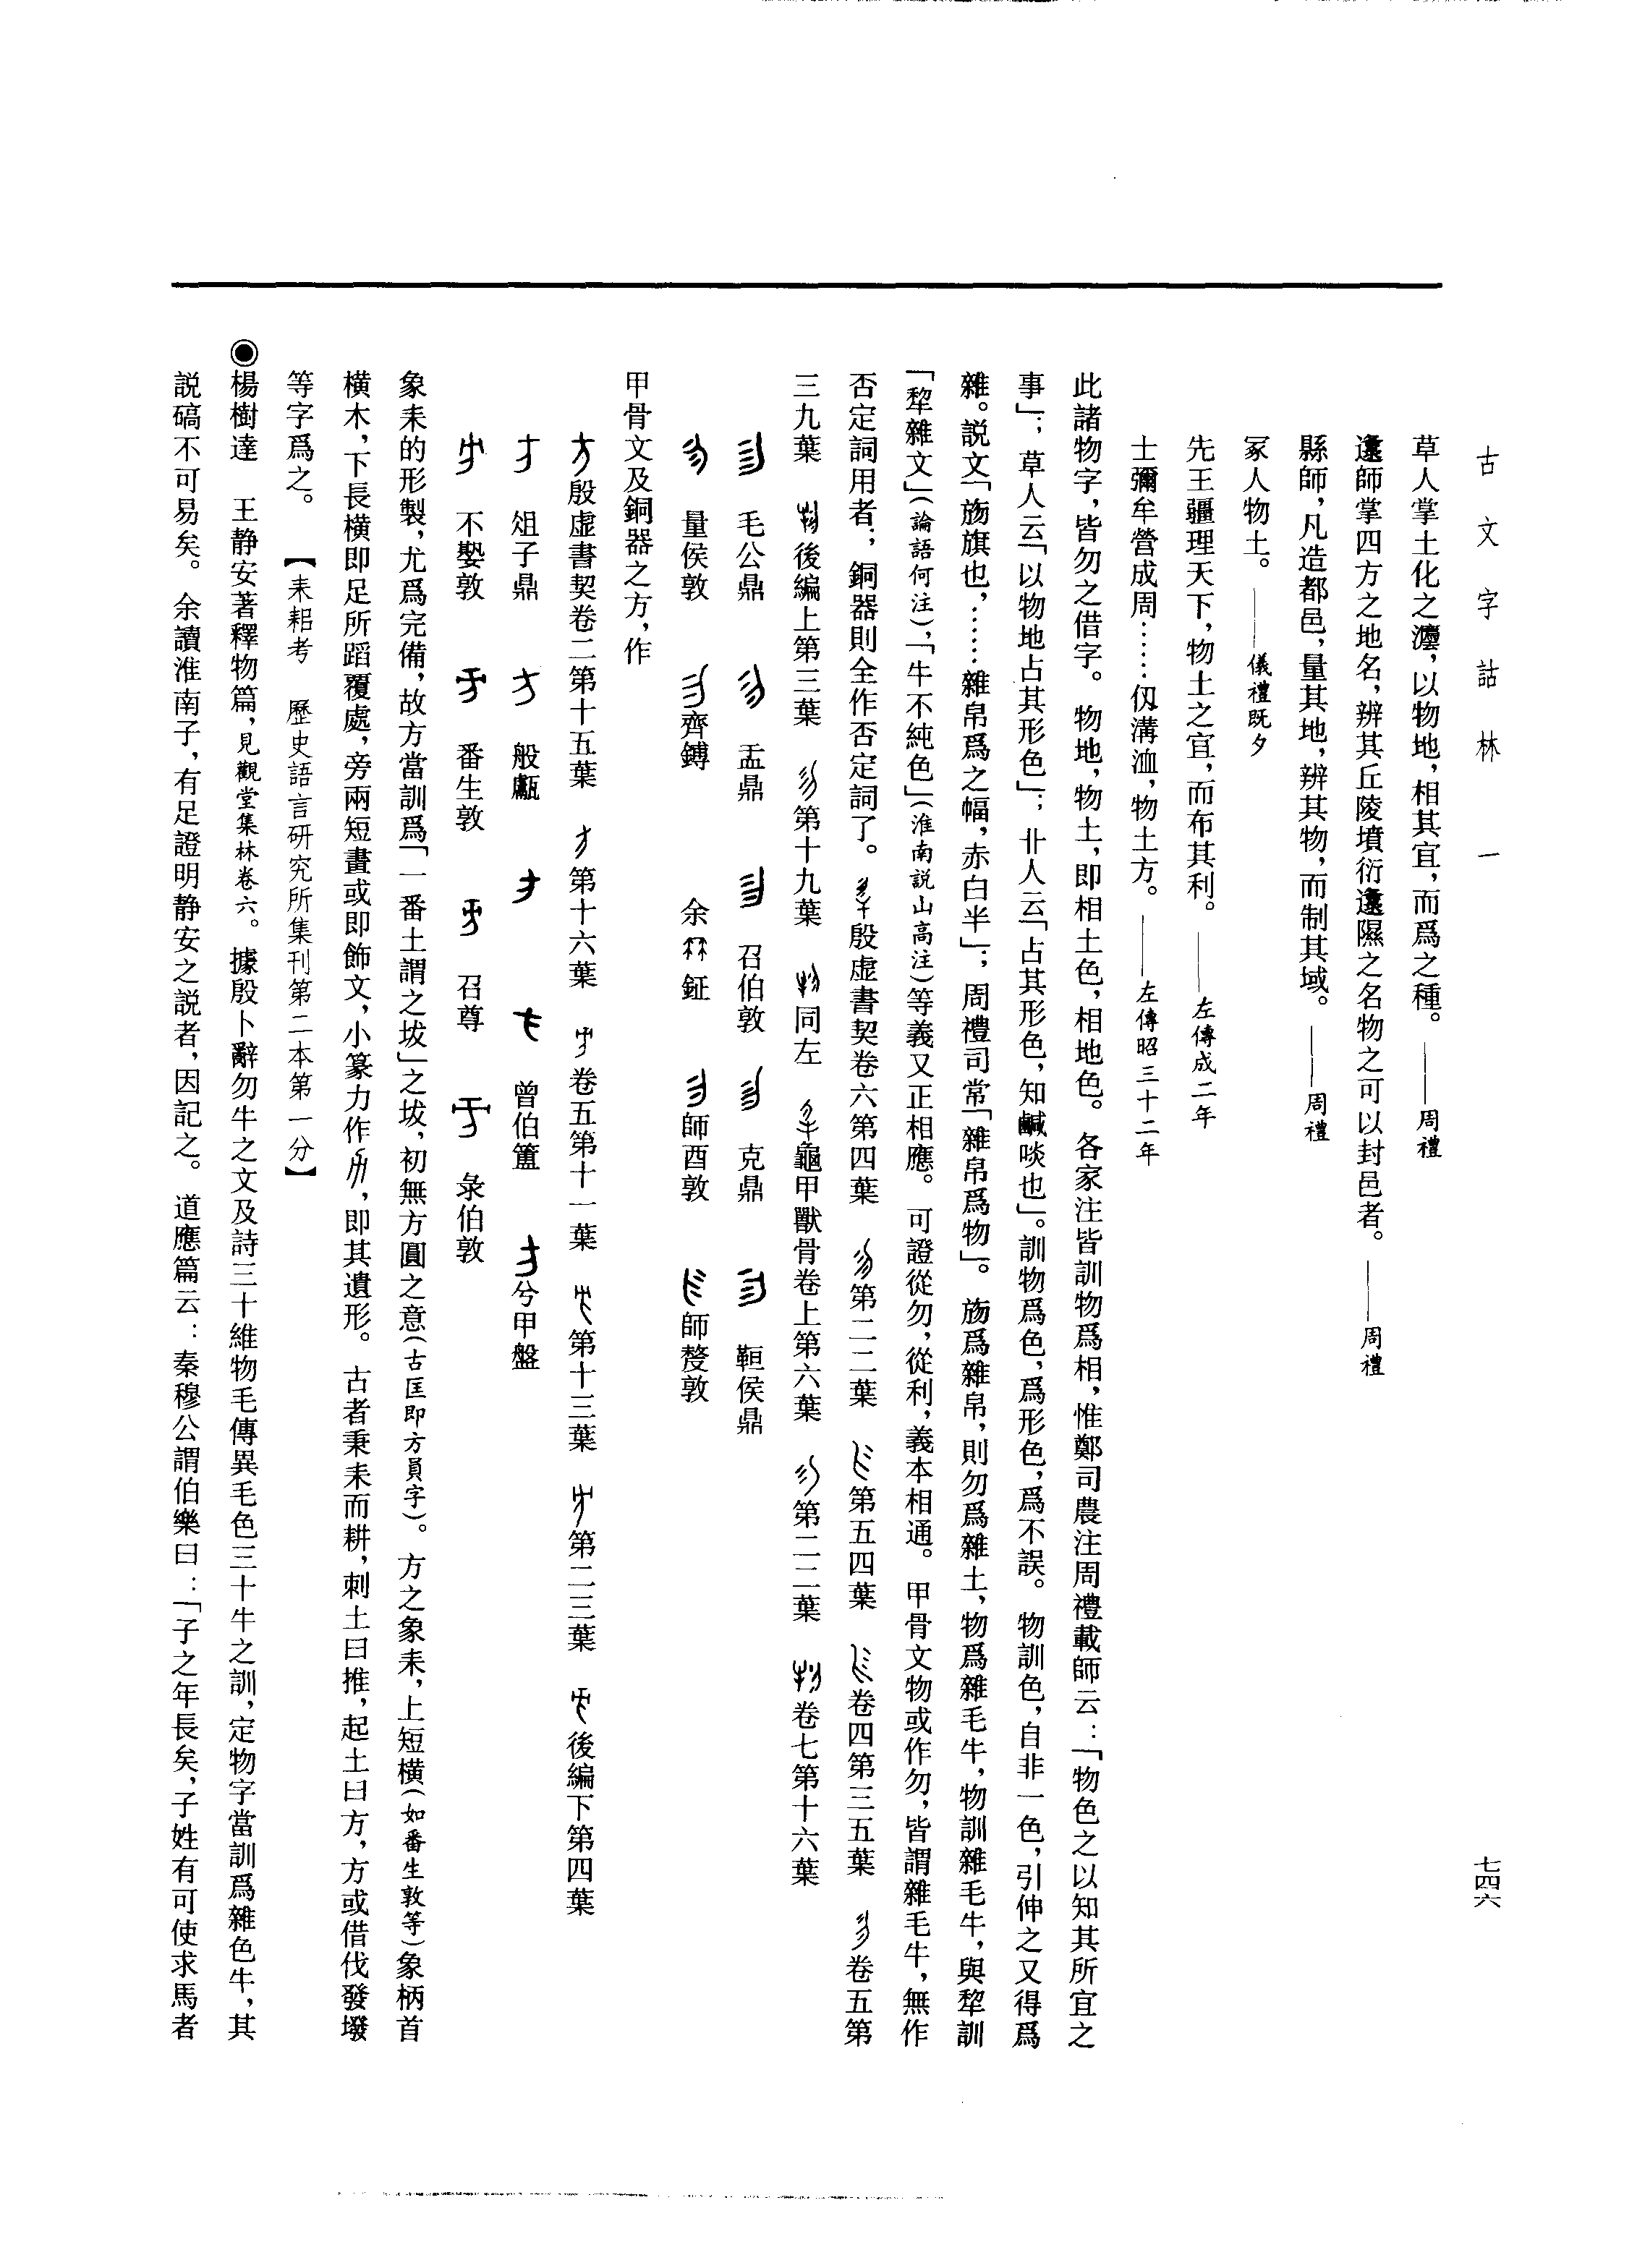 古文字詁林 一
七四六
草人掌土化之灋，以物地，相其宜，而爲之種。——周禮
邍師掌四方之地名，辨其丘陵墳衍邍隰之名物之可以封邑者。——周禮
縣師，凡造都邑，量其地，辨其物，而制其域。——周禮
冢人物土。——儀禮既夕
先王疆理天下，物土之宜，而布其利。——左傳成二年
士彌牟營成周……仭溝洫，物土方。——左傳昭三十二年
此諸物字，皆勿之借字。物地，物土，即相土色，相地色。各家注皆訓物爲相，惟鄭司農注周禮載師云：「物色之以知其所宜之
事」；草人云「以物地占其形色」；卝人云「占其形色，知鹹啖也」。訓物爲色，爲形色，爲不誤。物訓色，自非一色，引伸之又得爲
雜。説文「㫚旗也，……雜帛爲之幅，赤白半」；周禮司常「雜帛爲物」。㫚爲雜帛，則勿爲雜土，物爲雜毛牛，物訓雜毛牛，與犂訓
「犂雜文」（論語何注），「牛不純色」（淮南説山高注）等義又正相應。可證從勿，從利，義本相通。甲骨文物或作勿，皆謂雜毛牛，無作
否定詞用者；銅器則全作否定詞了。殷虛書契卷六第四葉 第二二葉 第五四葉 卷四第三五葉 卷五第
三九葉 後編上第三葉 第十九葉 同左 龜甲獸骨卷上第六葉 第二二葉 卷七第十六葉
毛公鼎 盂鼎 召伯敦 克鼎 䡌侯鼎
量侯敦 齊鎛 余鉦 師酉敦 師嫠敦
甲骨文及銅器之方，作
殷虛書契卷二第十五葉 第十六葉 卷五第十一葉 第十三葉 第二三葉 後編下第四葉
俎子鼎 般甗 曾伯簠 兮甲盤
不𡢁敦 番生敦 召尊 彔伯敦
象耒的形製，尤爲完備，故方當訓爲「一番土謂之坺」之坺，初無方圓之意（古匡即方員字）。方之象耒，上短橫（如番生敦等）象柄首
橫木，下長橫即足所蹈覆處，旁兩短畫或即飾文，小篆力作，即其遺形。古者秉耒而耕，刺土曰推，起土曰方，方或借伐發墢
等字爲之。【耒耜考 歷史語言研究所集刊第二本第一分】
◉楊樹達 王静安著釋物篇，見觀堂集林卷六。據殷卜辭勿牛之文及詩三十維物毛傳異毛色三十牛之訓，定物字當訓爲雜色牛，其
説碻不可易矣。余讀淮南子，有足證明静安之説者，因記之。道應篇云：秦穆公謂伯樂曰：「子之年長矣，子姓有可使求馬者